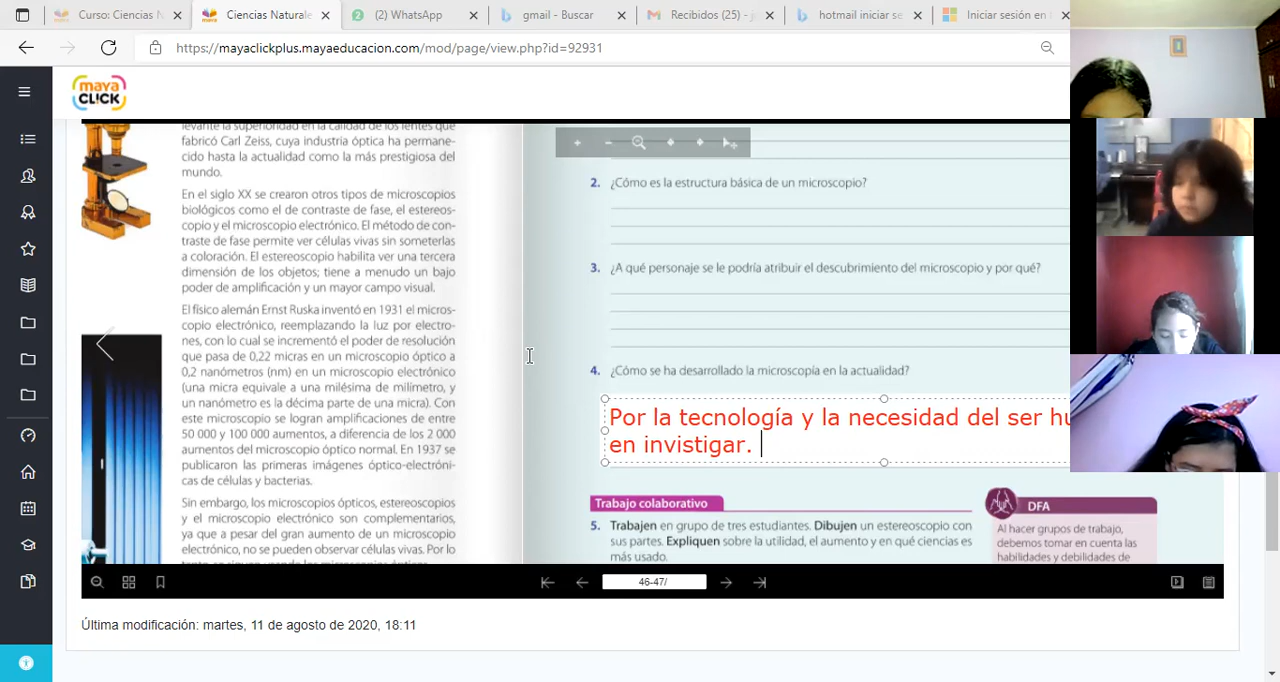 Curso: Ciencias N
Ciencias Naturale
(2) WhatsApp
gmail - Buscar
Recibidos (25) -
hotmail iniciar se
Iniciar sesión en
https://mayaclickplus.mayaeducacion.com/mod/page/view.php?id=92931
maya
CLICK
levante la superioridad en la calidad de los lentes que
fabricó Carl Zeiss, cuya industria óptica ha permane-
cido hasta la actualidad como la más prestigiosa del
mundo.
En el siglo XX se crearon otros tipos de microscopios
biológicos como el de contraste de fase, el estereos-
copio y el microscopio electrónico. El método de con-
traste de fase permite ver células vivas sin someterlas
a coloración. El estereoscopio habilita ver una tercera
dimensión de los objetos; tiene a menudo un bajo
poder de amplificación y un mayor campo visual.
El físico alemán Ernst Ruska inventó en 1931 el micros-
copio electrónico, reemplazando la luz por electro-
nes, con lo cual se incrementó el poder de resolución
que pasa de 0,22 micras en un microscopio óptico a
0,2 nanómetros (nm) en un microscopio electrónico
(una micra equivale a una milésima de milímetro, y
un nanómetro es la décima parte de una micra). Con
este microscopio se logran amplificaciones de entre
50 000 y 100 000 aumentos, a diferencia de los 2 000
aumentos del microscopio óptico normal. En 1937 se
publicaron las primeras imágenes óptico-electróni-
cas de células y bacterias.
Sin embargo, los microscopios ópticos, estereoscopios
y el microscopio electrónico son complementarios,
ya que a pesar del gran aumento de un microscopio
electrónico, no se pueden observar células vivas. Por lo
2. ¿Cómo es la estructura básica de un microscopio?
3. ¿A qué personaje se le podría atribuir el descubrimiento del microscopio y por qué?
4. ¿Cómo se ha desarrollado la microscopía en la actualidad?
Por la tecnología y la necesidad del ser hu
en invistigar.
Trabajo colaborativo
5. Trabajen en grupo de tres estudiantes. Dibujen un estereoscopio con
sus partes. Expliquen sobre la utilidad, el aumento y en qué ciencias es
más usado.
DFA
Al hacer grupos de trabajo,
debemos tomar en cuenta las
habilidades y debilidades de
46-47/
Última modificación: martes, 11 de agosto de 2020, 18:11